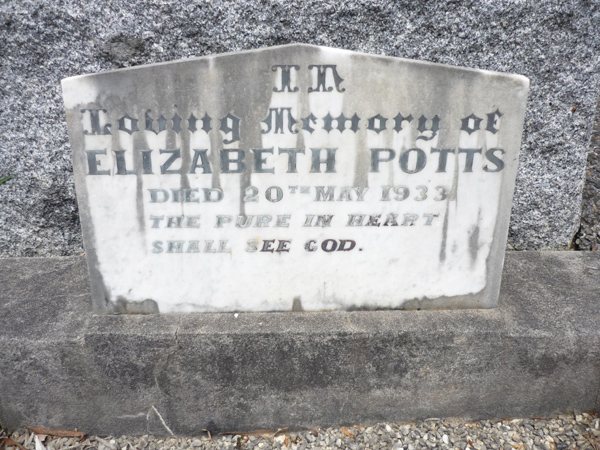 In
Loving Memory of
ELIZABETH POTTS
DIED 20TH MAY 1933
THE PURE IN HEART
SHALL SEE GOD.